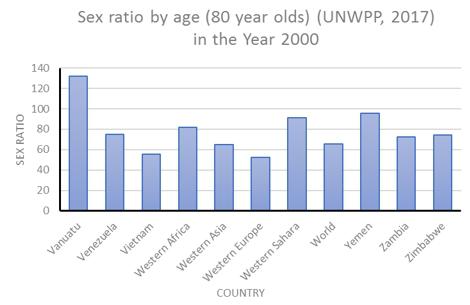 Sex ratio by age (80 year olds) (UNWPP, 2017)
in the Year 2000
SEX RATIO
140
120
100
80
60
40
20
0
Vanuatu
Venezuela
Vietnam
Western Africa
Western Asia
Western Europe
Western Sahara
World
Yemen
Zambia
Zimbabwe
COUNTRY